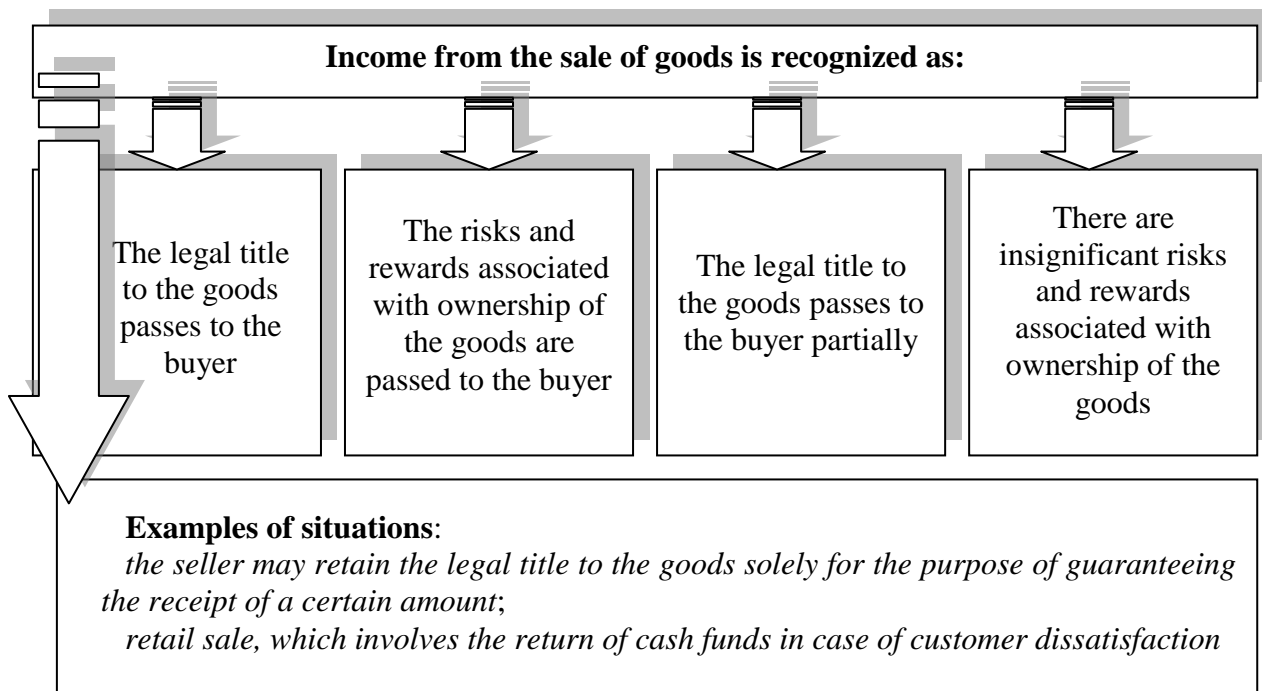 Income from the sale of goods is recognized as:
The legal title
to the goods
passes to the
buyer
The risks and
rewards associated
with ownership of
the goods are
passed to the buyer
The legal title to
the goods passes to
the buyer partially
There are
insignificant risks
and rewards
associated with
ownership of the
goods
Examples of situations:
the seller may retain the legal title to the goods solely for the purpose of guaranteeing
the receipt of a certain amount;
retail sale, which involves the return of cash funds in case of customer dissatisfaction